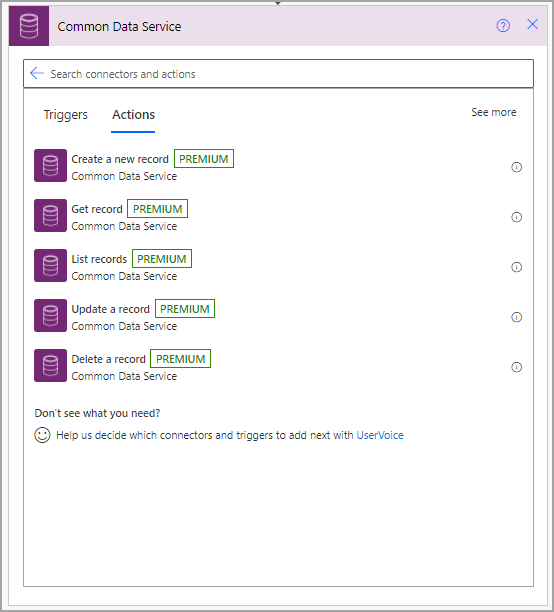 Common Data Service
Search connectors and actions
Triggers Actions See more
Create a new record PREMIUM
Common Data Service
Get record PREMIUM
Common Data Service
List records PREMIUM
Common Data Service
Update a record PREMIUM
Common Data Service
Delete a record PREMIUM
Common Data Service
Don't see what you need?
Help us decide which connectors and triggers to add next with UserVoice